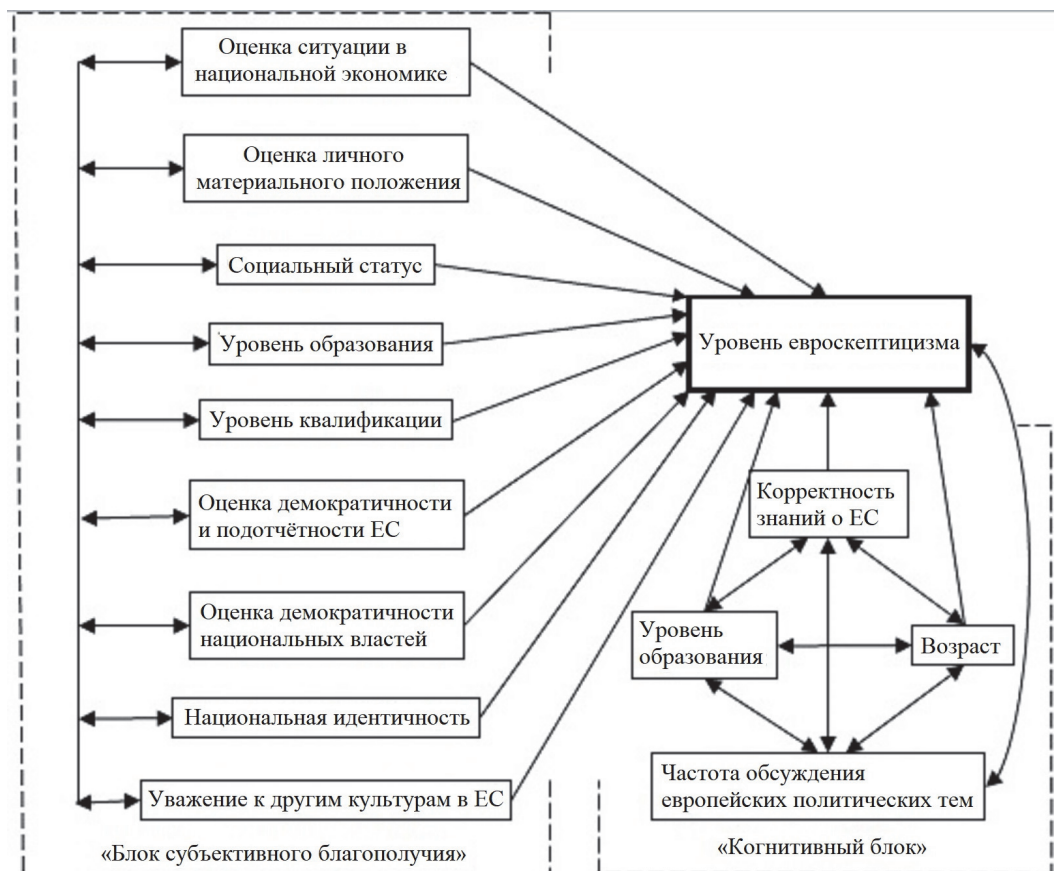 Оценка ситуации в
национальной экономике
Оценка личного
материального положения
Социальный статус
Уровень образования
Уровень квалификации
Оценка демократичности
и подотчётности ЕС
Оценка демократичности
национальных властей
Национальная идентичность
Уважение к другим культурам в ЕС
«Блок субъективного благополучия»
Уровень евроскептицизма
Корректность
знаний о ЕС
Уровень
образования
Возраст
Частота обсуждения
европейских политических тем
«Когнитивный блок»